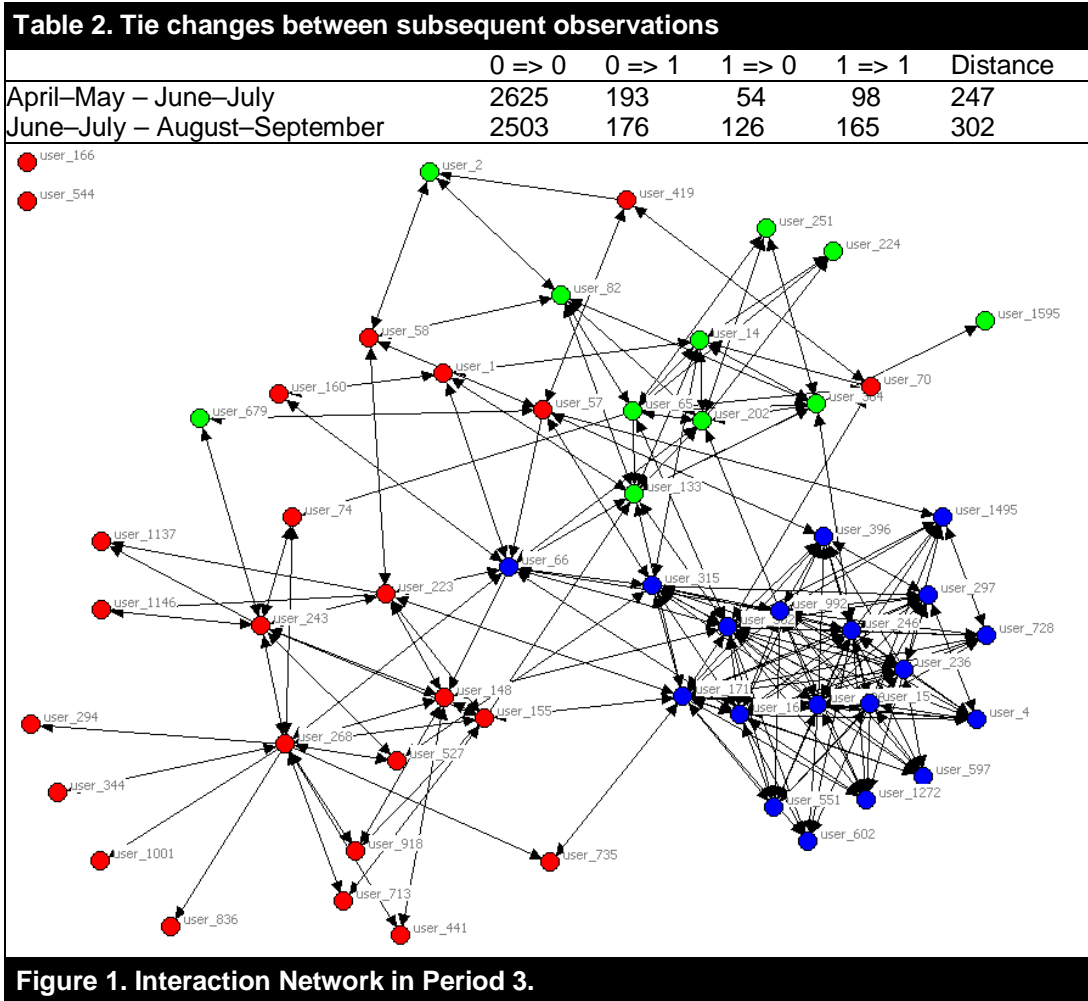 Table 2. Tie changes between subsequent observations
0 => 0 0 => 1 1 => 0 1 => 1 Distance
April–May – June–July 2625 193 54 98 247
June–July – August–September 2503 176 126 165 302
user_166
user_2
user_544
user_419
user_251
user_224
user_82
user_1595
user_58
user_14
user_1
user_70
user_160
user_57
user_65
user_679
user_202
user_133
user_74
user_1495
user_1137
user_396
user_66
user_315
user_223
user_297
user_1146
user_992
user_243
user_246
user_728
user_236
user_148
user_171
user_15
user_155
user_16
user_4
user_294
user_268
user_527
user_597
user_344
user_1272
user_551
user_602
user_918
user_735
user_1001
user_713
user_836
user_441
Figure 1. Interaction Network in Period 3.